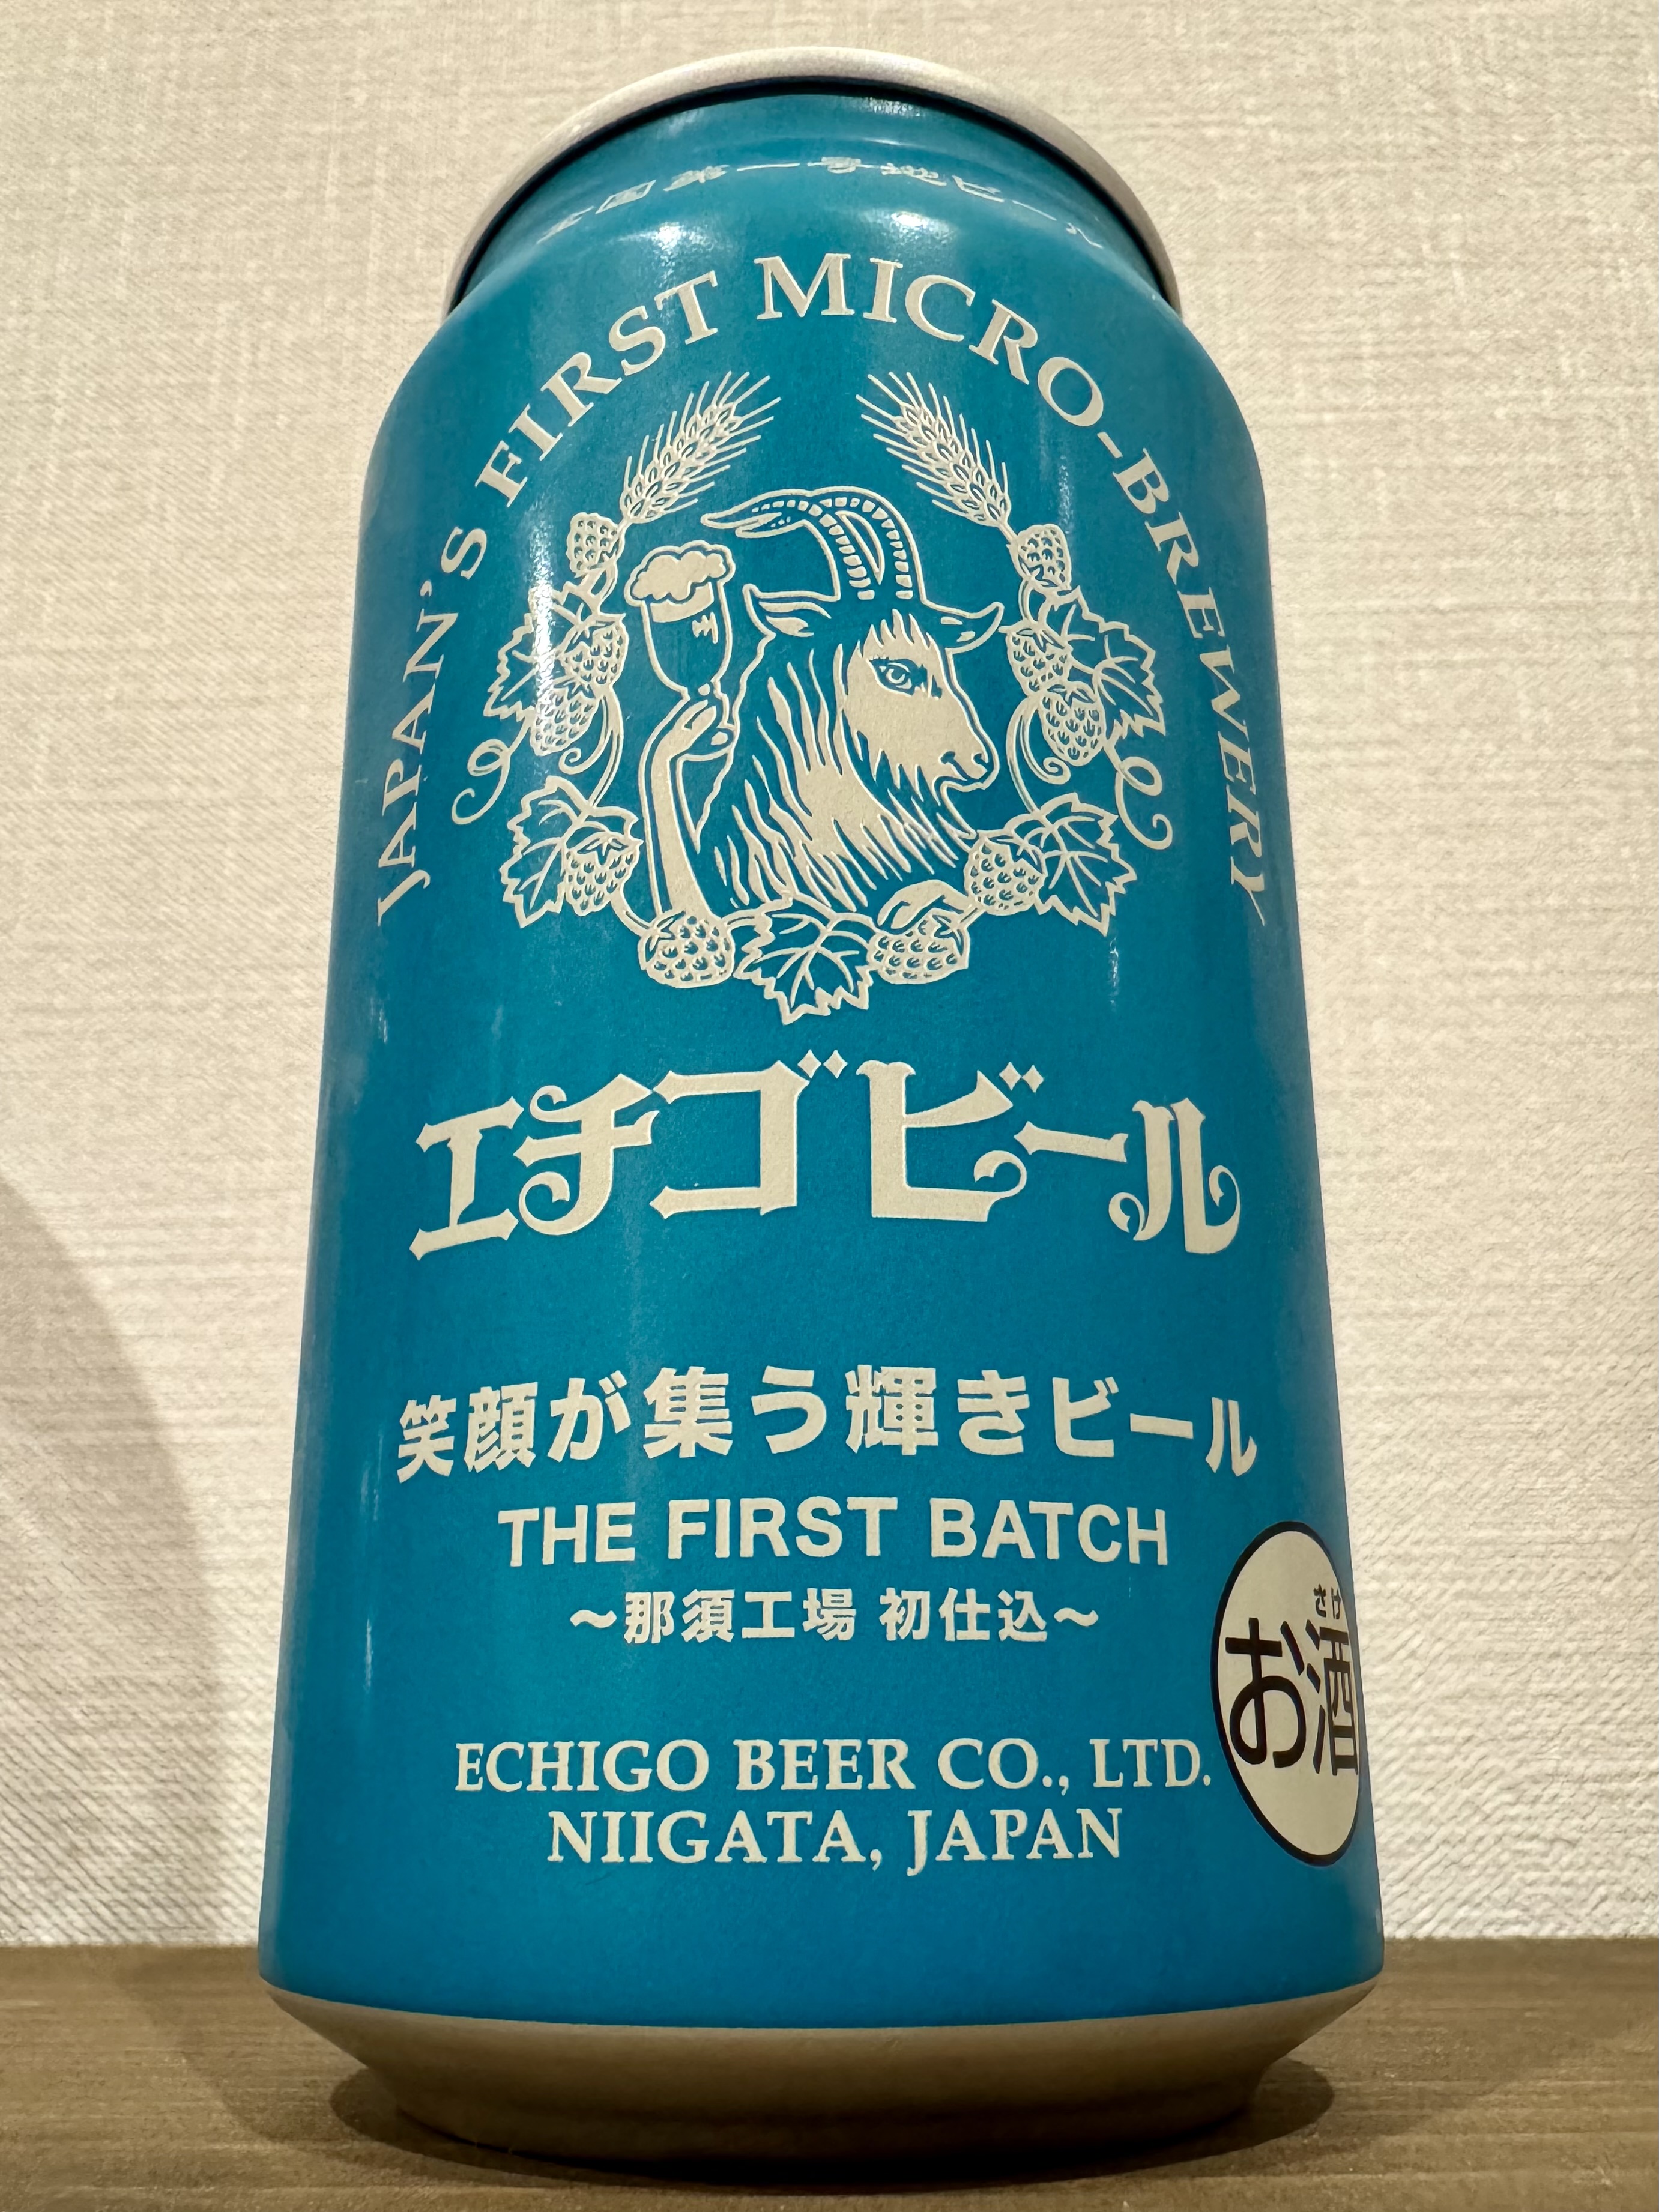 全国第一号地ビール
JAPAN'S FIRST MICRO-BREWERY
エチゴビール
笑顔が集う輝きビール
THE FIRST BATCH
～那須工場 初仕込～
さけ
お酒
ECHIGO BEER CO., LTD.
NIIGATA, JAPAN